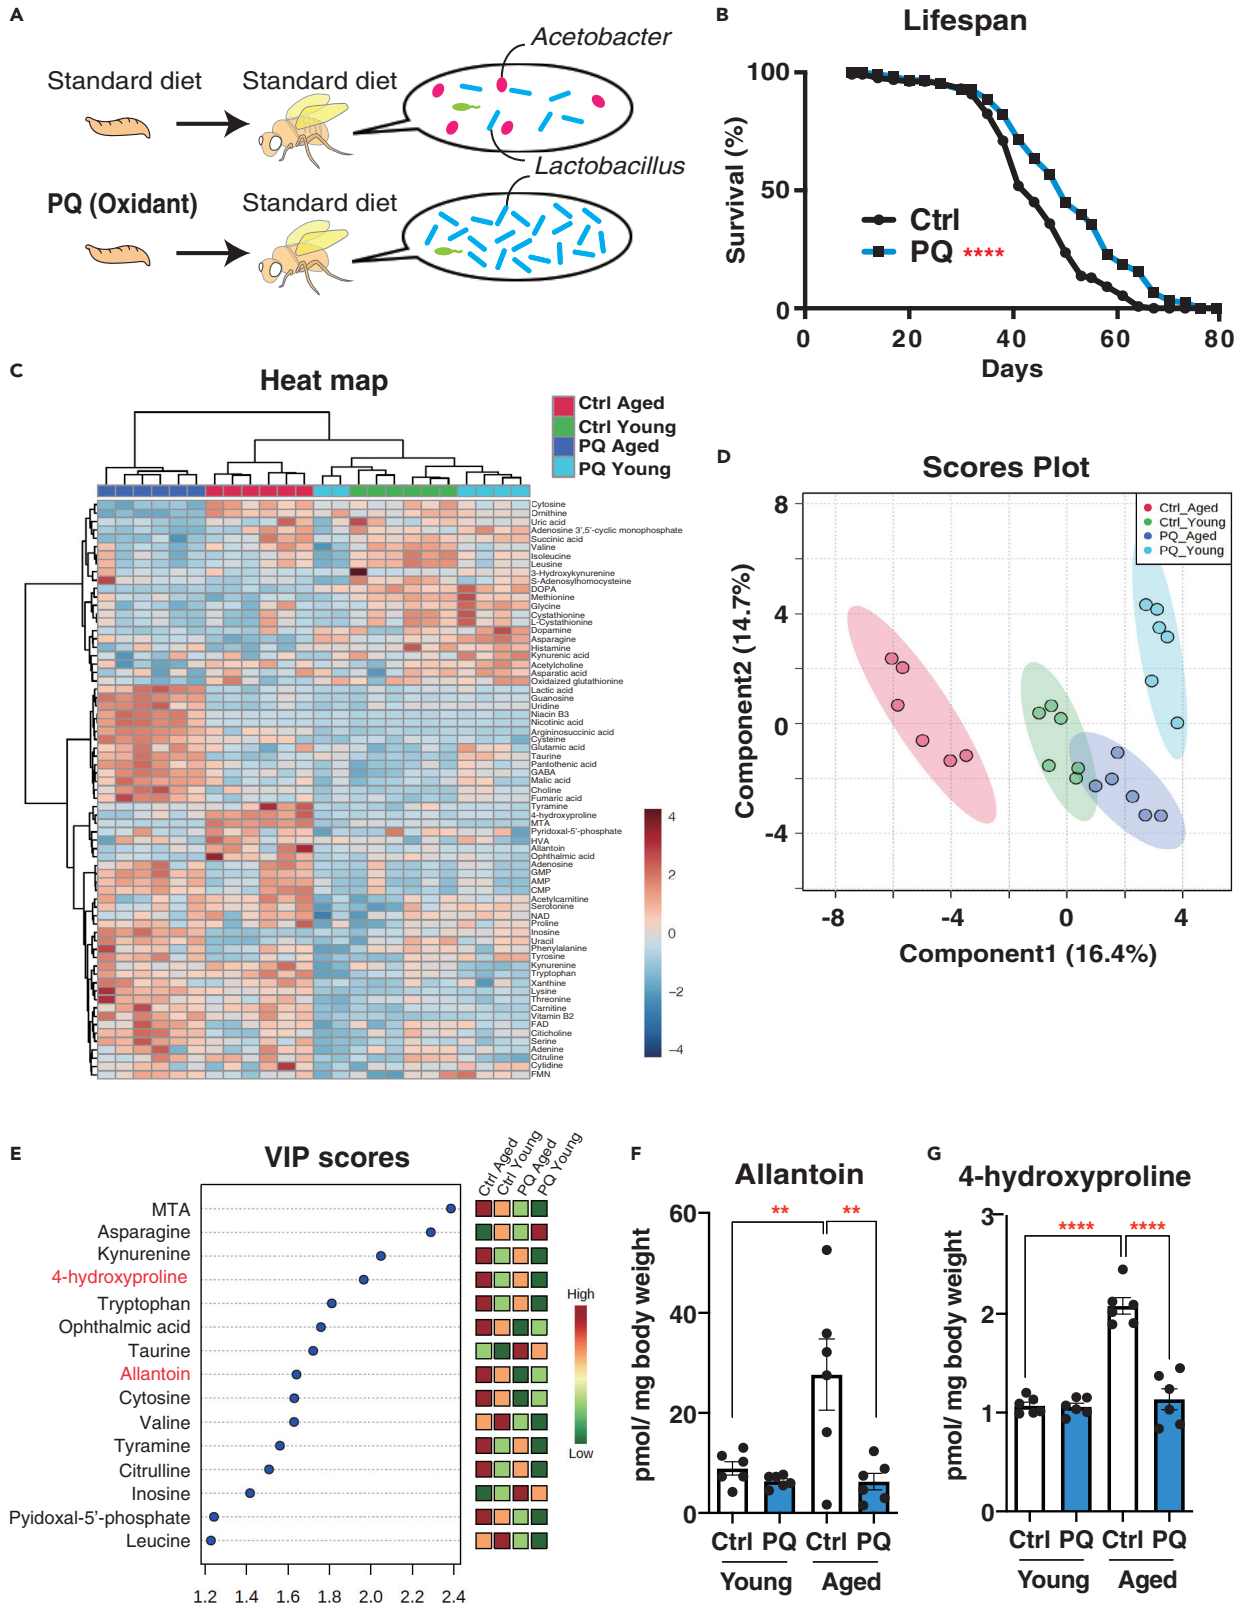 A
Acetobacter
Standard diet
Standard diet
Lactobacillus
PQ (Oxidant)
Standard diet
B
Lifespan
Survival (%)
100
50
0
Ctrl
PQ ****
0 20 40 60 80
Days
C
Heat map
Ctrl Aged
Ctrl Young
PQ Aged
PQ Young
Cytosine
Ornithine
Uric acid
Adenosine 3',5'-cyclic monophosphate
Succinic acid
Valine
Isoleucine
Leusine
3-Hydroxykynurenine
S-Adenosylhomocysteine
DOPA
Methionine
Glycine
Cystathionine
L-Cystathionine
Dopamine
Asparagine
Histamine
Kynurenic acid
Acetylcholine
Asparatic acid
Oxidaized glutathione
Lactic acid
Guanosine
Uridine
Niacin B3
Nicotinic acid
Argininosuccinic acid
Cysteine
Glutamic acid
Taurine
Pantothenic acid
GABA
Malic acid
Choline
Fumaric acid
Tyramine
4-hydroxyproline
MTA
Pyridoxal-5'-phosphate
HVA
Allantoin
Ophthalmic acid
Adenosine
GMP
AMP
CMP
Acetylcarnitine
Serotonine
NAD
Proline
Inosine
Uracil
Phenylalanine
Tyrosine
Kynurenine
Tryptophan
Xanthine
Lysine
Threonine
Carnitine
Vitamin B2
FAD
Citicholine
Serine
Adenine
Citruline
Cytidine
FMN
4
2
0
−2
−4
D
Scores Plot
Ctrl_Aged
Ctrl_Young
PQ_Aged
PQ_Young
Component2 (14.7%)
8
4
0
-4
-8 -4 0 4
Component1 (16.4%)
E
VIP scores
Ctrl Aged
Ctrl Young
PQ Aged
PQ Young
MTA
Asparagine
Kynurenine
4-hydroxyproline
Tryptophan
Ophthalmic acid
Taurine
Allantoin
Cytosine
Valine
Tyramine
Citrulline
Inosine
Pyidoxal-5'-phosphate
Leucine
1.2 1.4 1.6 1.8 2.0 2.2 2.4
High
Low
F
Allantoin
pmol/ mg body weight
60
40
20
0
** **
Ctrl PQ Ctrl PQ
Young Aged
G
4-hydroxyproline
pmol/ mg body weight
3
2
1
0
**** ****
Ctrl PQ Ctrl PQ
Young Aged